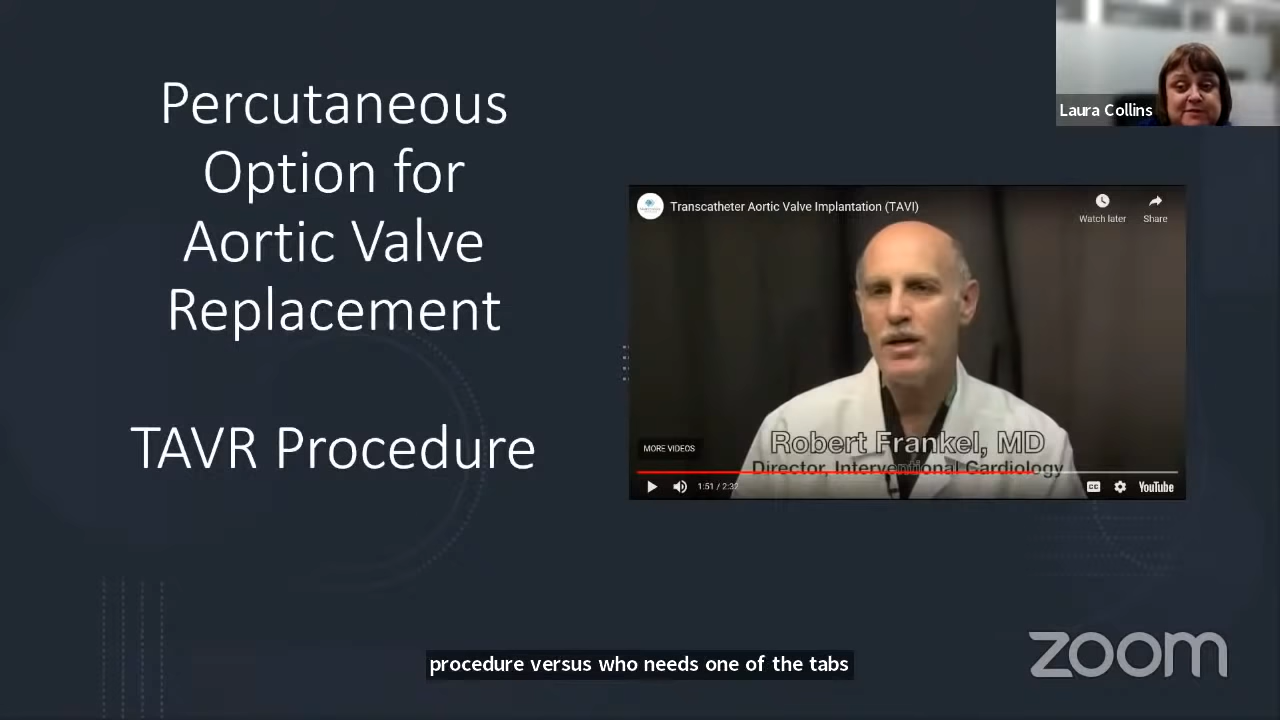 Percutaneous
Option for
Aortic Valve
Replacement
TAVR Procedure
Laura Collins
Transcatheter Aortic Valve Implantation (TAVI)
Watch later
Share
Robert Frankel, MD
Director, Interventional Cardiology
MORE VIDEOS
1:51 / 2:32
CC
YouTube
procedure versus who needs one of the tabs
zoom